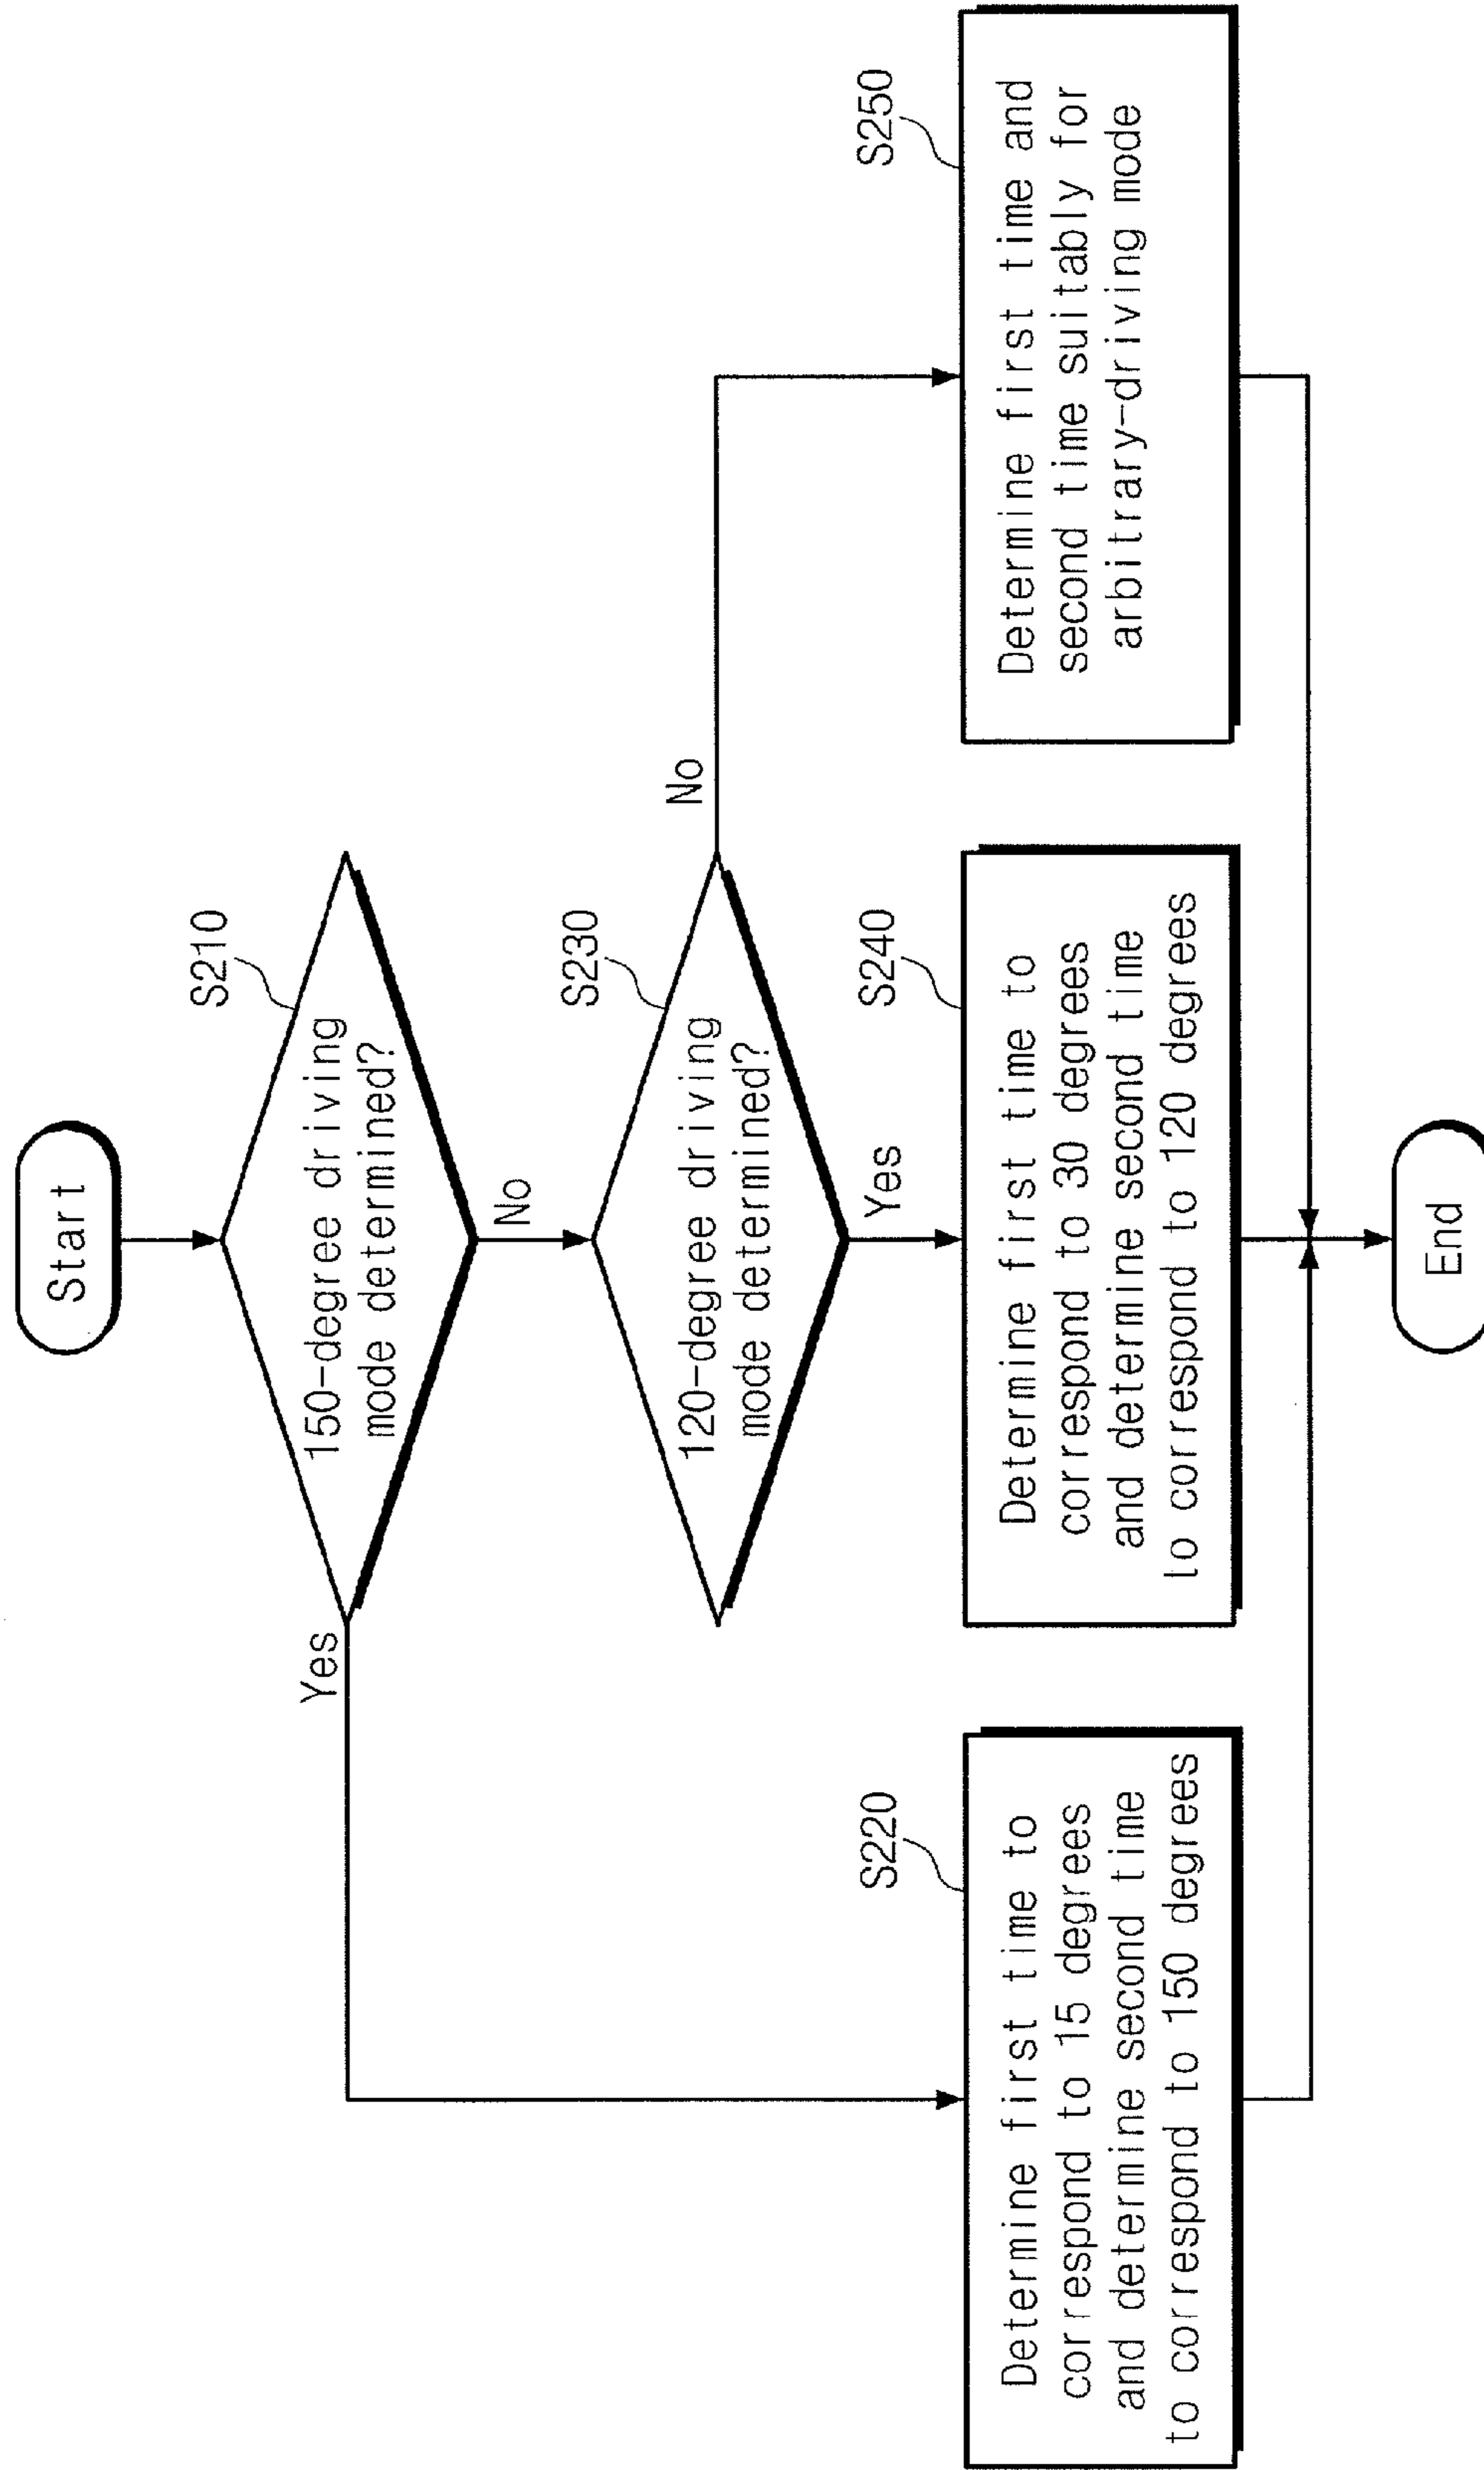 Start
150-degree driving
mode determined?
S210
Yes
No
120-degree driving
mode determined?
S230
No
Yes
Determine first time to
correspond to 15 degrees
and determine second time
to correspond to 150 degrees
S220
Determine first time to
correspond to 30 degrees
and determine second time
to correspond to 120 degrees
S240
Determine first time and
second time suitably for
arbitrary-driving mode
S250
End